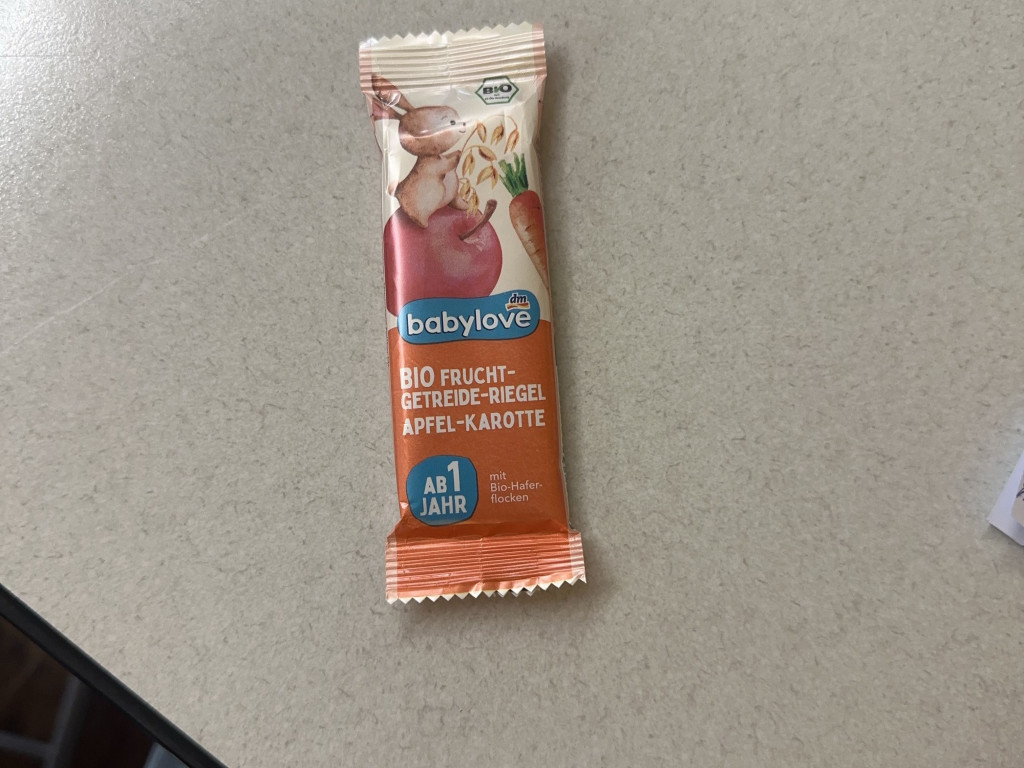 BIO
dm
babylove
BIO FRUCHT-
GETREIDE-RIEGEL
APFEL-KAROTTE
AB 1
JAHR
mit
Bio-Hafer-
flocken